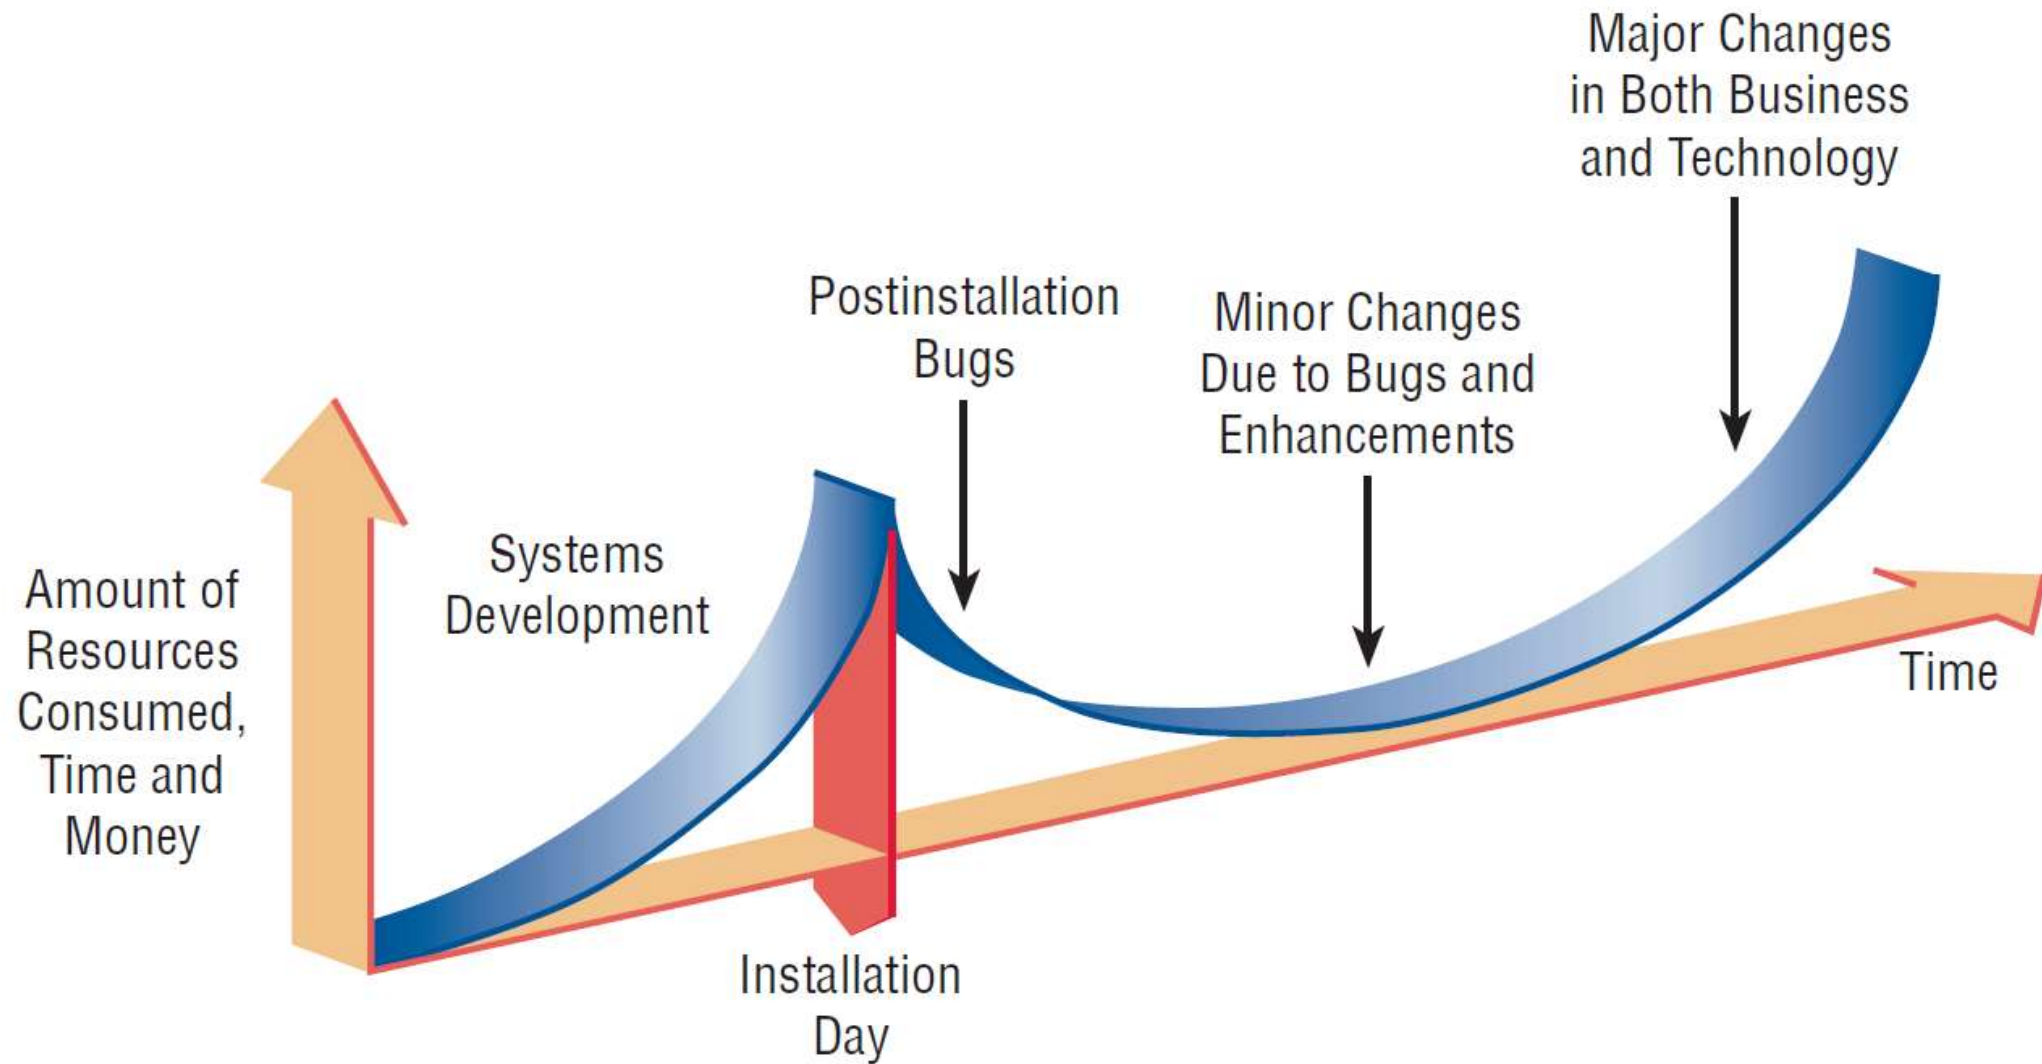 Major Changes
in Both Business
and Technology
Postinstallation
Bugs
Minor Changes
Due to Bugs and
Enhancements
Systems
Development
Amount of
Resources
Consumed,
Time and
Money
Time
Installation
Day